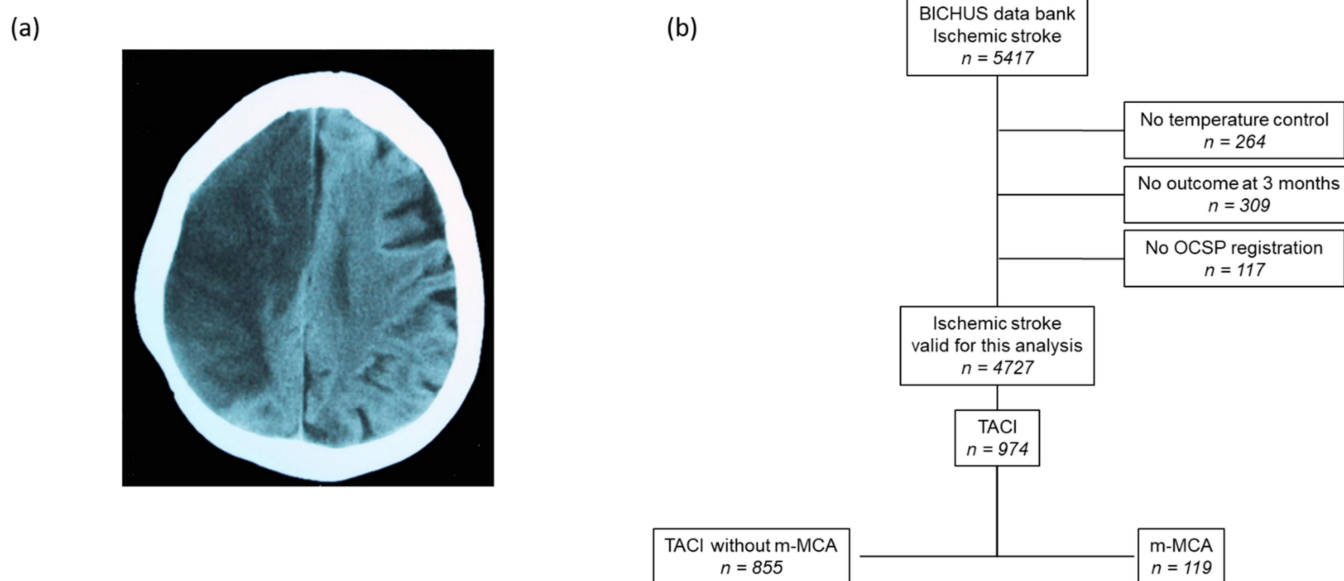 (a)
(b)
BICHUS data bank
Ischemic stroke
n = 5417
No temperature control
n = 264
No outcome at 3 months
n = 309
No OCSP registration
n = 117
Ischemic stroke
valid for this analysis
n = 4727
TACI
n = 974
TACI without m-MCA
n = 855
m-MCA
n = 119